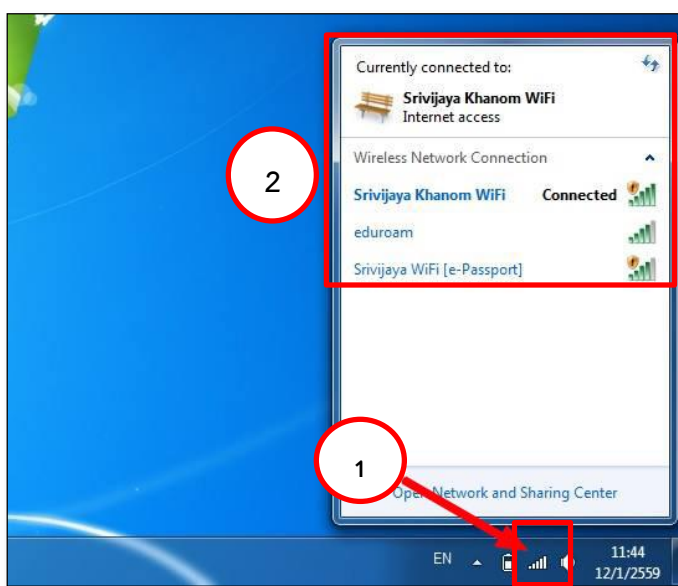 Currently connected to:
Srivijaya Khanom WiFi
Internet access
Wireless Network Connection
Srivijaya Khanom WiFi Connected
eduroam
Srivijaya WiFi [e-Passport]
2
1
Open Network and Sharing Center
EN
11:44
12/1/2559